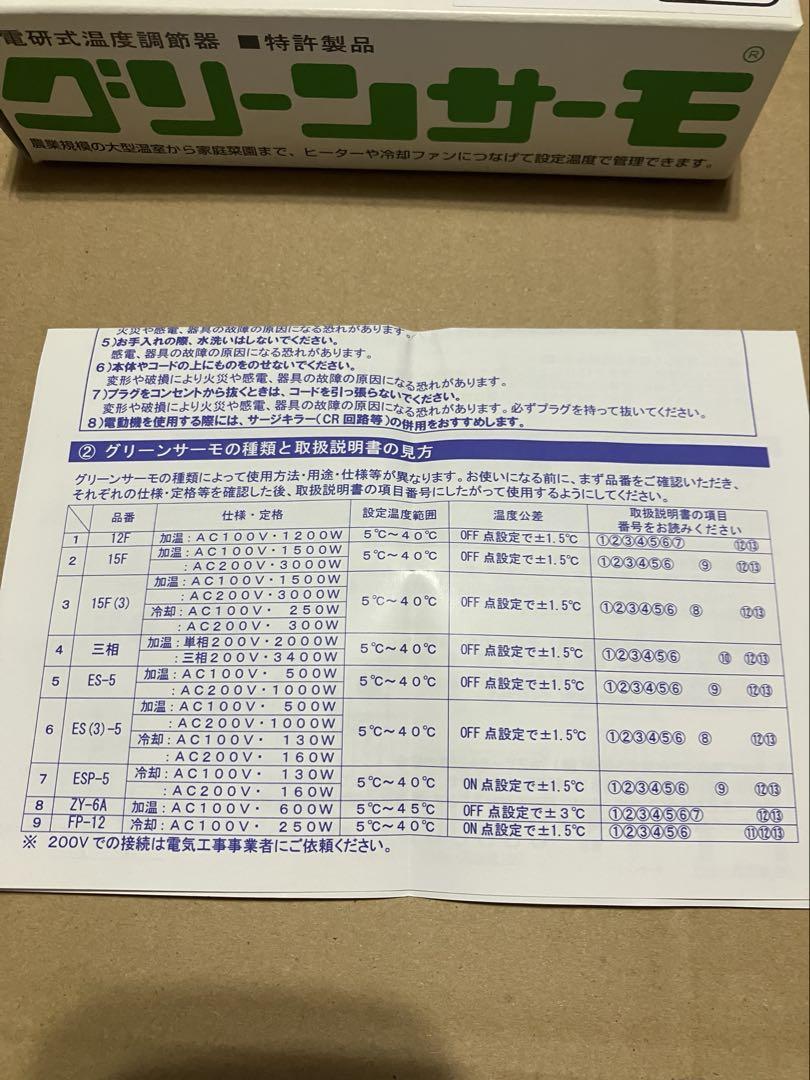 電研式温度調節器 ■特許製品
グリーンサーモ®
農業規模の大型温室から家庭菜園まで、ヒーターや冷却ファンにつなげて設定温度で管理できます。
火災や感電、器具の故障の原因になる恐れがあります。
5)お手入れの際、水洗いはしないでください。
感電、器具の故障の原因になる恐れがあります。
6)本体やコードの上にものをのせないでください。
変形や破損により火災や感電、器具の故障の原因になる恐れがあります。
7)プラグをコンセントから抜くときは、コードを引っ張らないでください。
変形や破損により火災や感電、器具の故障の原因になる恐れがあります。必ずプラグを持って抜いてください。
8)電動機を使用する際には、サージキラー(CR回路等)の併用をおすすめします。
② グリーンサーモの種類と取扱説明書の見方
グリーンサーモの種類によって使用方法・用途・仕様等が異なります。お使いになる前に、まず品番をご確認いただき、
それぞれの仕様・定格等を確認した後、取扱説明書の項目番号にしたがって使用するようにしてください。
品番 仕様・定格 設定温度範囲 温度公差 取扱説明書の項目
番号をお読みください
1 12F 加温:AC100V・1200W 5℃~40℃ OFF点設定で±1.5℃ ①②③④⑤⑥⑦ ⑫⑬
2 15F 加温:AC100V・1500W 5℃~40℃ OFF点設定で±1.5℃ ①②③④⑤⑥ ⑨ ⑫⑬
:AC200V・3000W
3 15F(3) 加温:AC100V・1500W 5℃~40℃ OFF点設定で±1.5℃ ①②③④⑤⑥ ⑧ ⑫⑬
:AC200V・3000W
冷却:AC100V・ 250W
:AC200V・ 300W
4 三相 加温:単相200V・2000W 5℃~40℃ OFF点設定で±1.5℃ ①②③④⑤⑥ ⑩ ⑫⑬
:三相200V・3400W
5 ES-5 加温:AC100V・ 500W 5℃~40℃ OFF点設定で±1.5℃ ①②③④⑤⑥ ⑨ ⑫⑬
:AC200V・1000W
6 ES(3)-5 加温:AC100V・ 500W 5℃~40℃ OFF点設定で±1.5℃ ①②③④⑤⑥ ⑧ ⑫⑬
:AC200V・1000W
冷却:AC100V・ 130W
:AC200V・ 160W
7 ESP-5 冷却:AC100V・ 130W 5℃~40℃ ON点設定で±1.5℃ ①②③④⑤⑥ ⑨ ⑫⑬
:AC200V・ 160W
8 ZY-6A 加温:AC100V・ 600W 5℃~45℃ OFF点設定で±3℃ ①②③④⑤⑥⑦ ⑫⑬
9 FP-12 冷却:AC100V・ 250W 5℃~40℃ ON点設定で±1.5℃ ①②③④⑤⑥ ⑪⑫⑬
※ 200Vでの接続は電気工事事業者にご依頼ください。